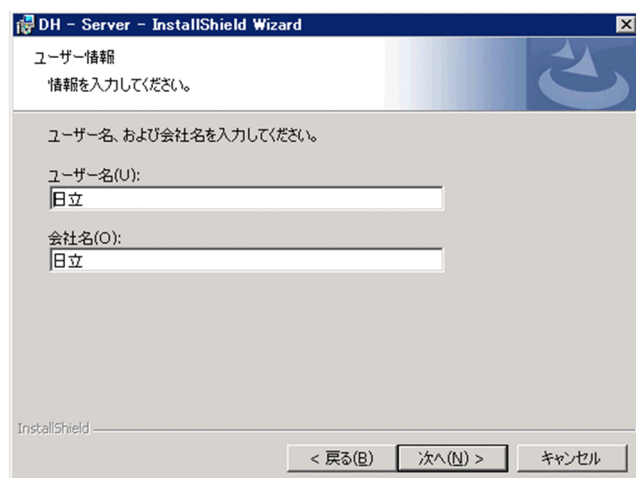 DH - Server - InstallShield Wizard
ユーザー情報
情報を入力してください。
ユーザー名、および会社名を入力してください。
ユーザー名(U):
日立
会社名(O):
日立
InstallShield
< 戻る(B)
次へ(N) >
キャンセル